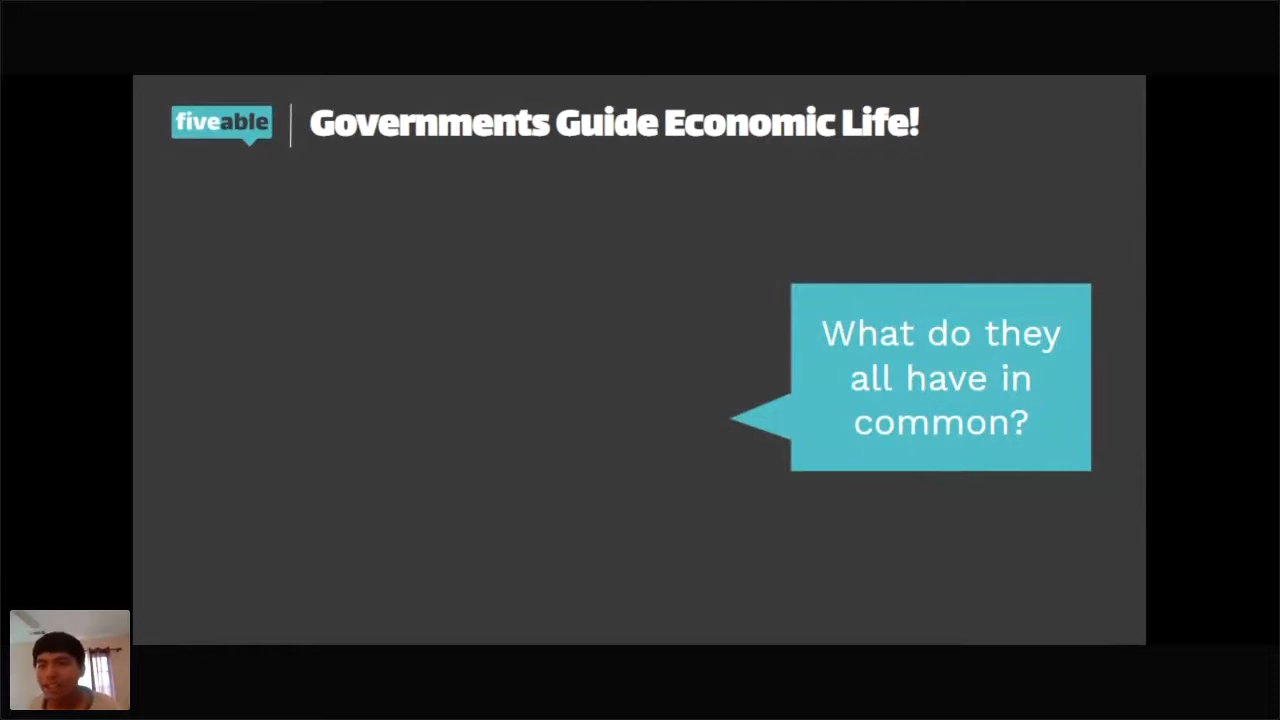 fiveable
Governments Guide Economic Life!
What do they
all have in
common?